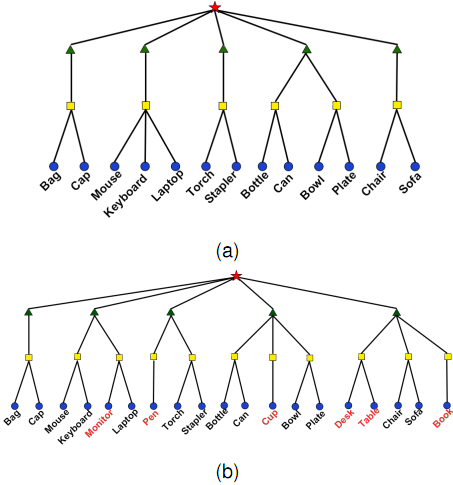 Bag Cap Mouse Keyboard Laptop Torch Stapler Bottle Can Bowl Plate Chair Sofa
(a)
Bag Cap Mouse Keyboard Monitor Laptop Pen Torch Stapler Bottle Can Cup Bowl Plate Desk Table Chair Sofa Book
(b)